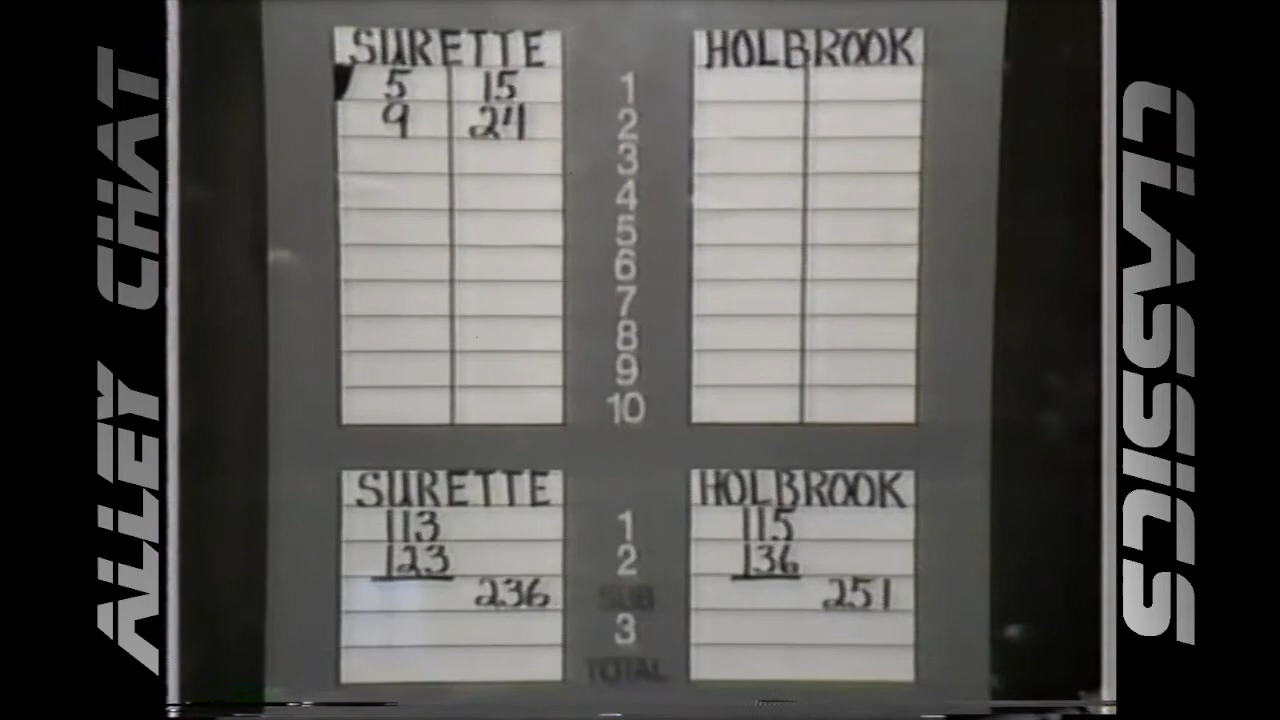 ALLEY CHAT
SURETTE
5 15
9 24
1
2
3
4
5
6
7
8
9
10
HOLBROOK
SURETTE
113
123
236
1
2
SUB
3
TOTAL
HOLBROOK
115
136
251
CLASSICS